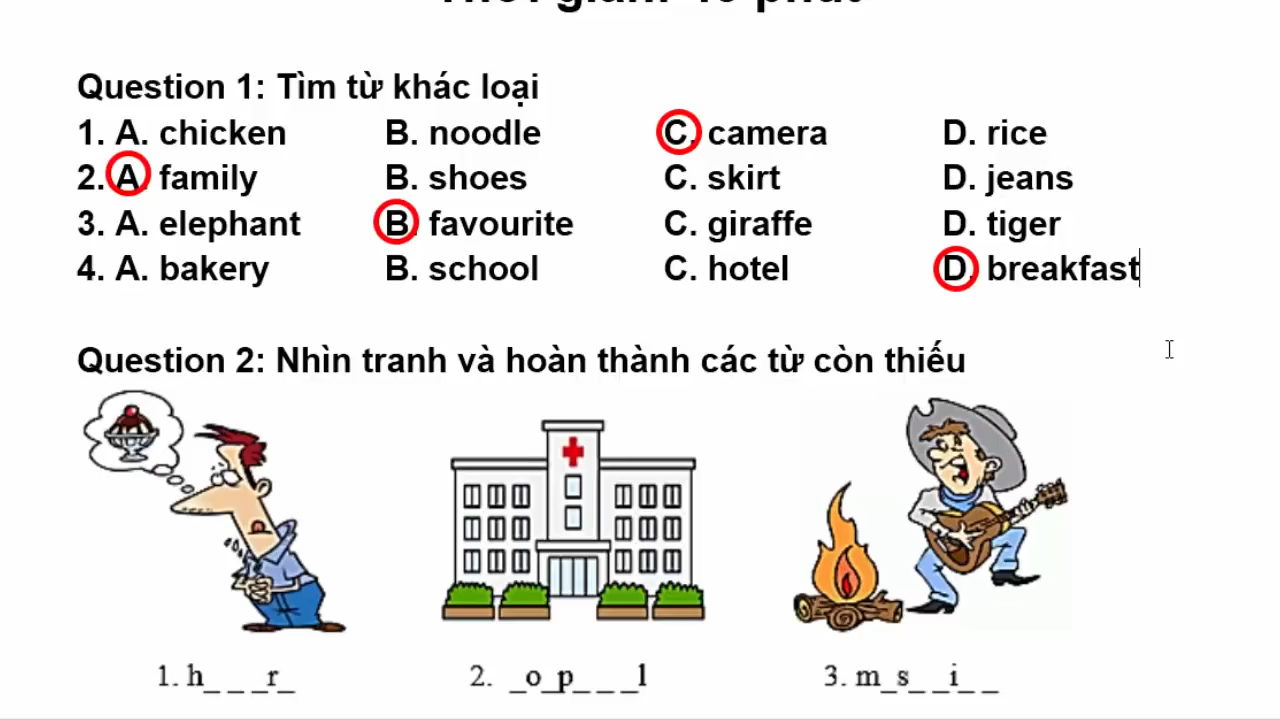 Question 1: Tìm từ khác loại
1. A. chicken B. noodle C. camera D. rice
2. A. family B. shoes C. skirt D. jeans
3. A. elephant B. favourite C. giraffe D. tiger
4. A. bakery B. school C. hotel D. breakfast
Question 2: Nhìn tranh và hoàn thành các từ còn thiếu
1. h_ _ _r_ 2. _o_p_ _ _l 3. m_s_ _i_ _